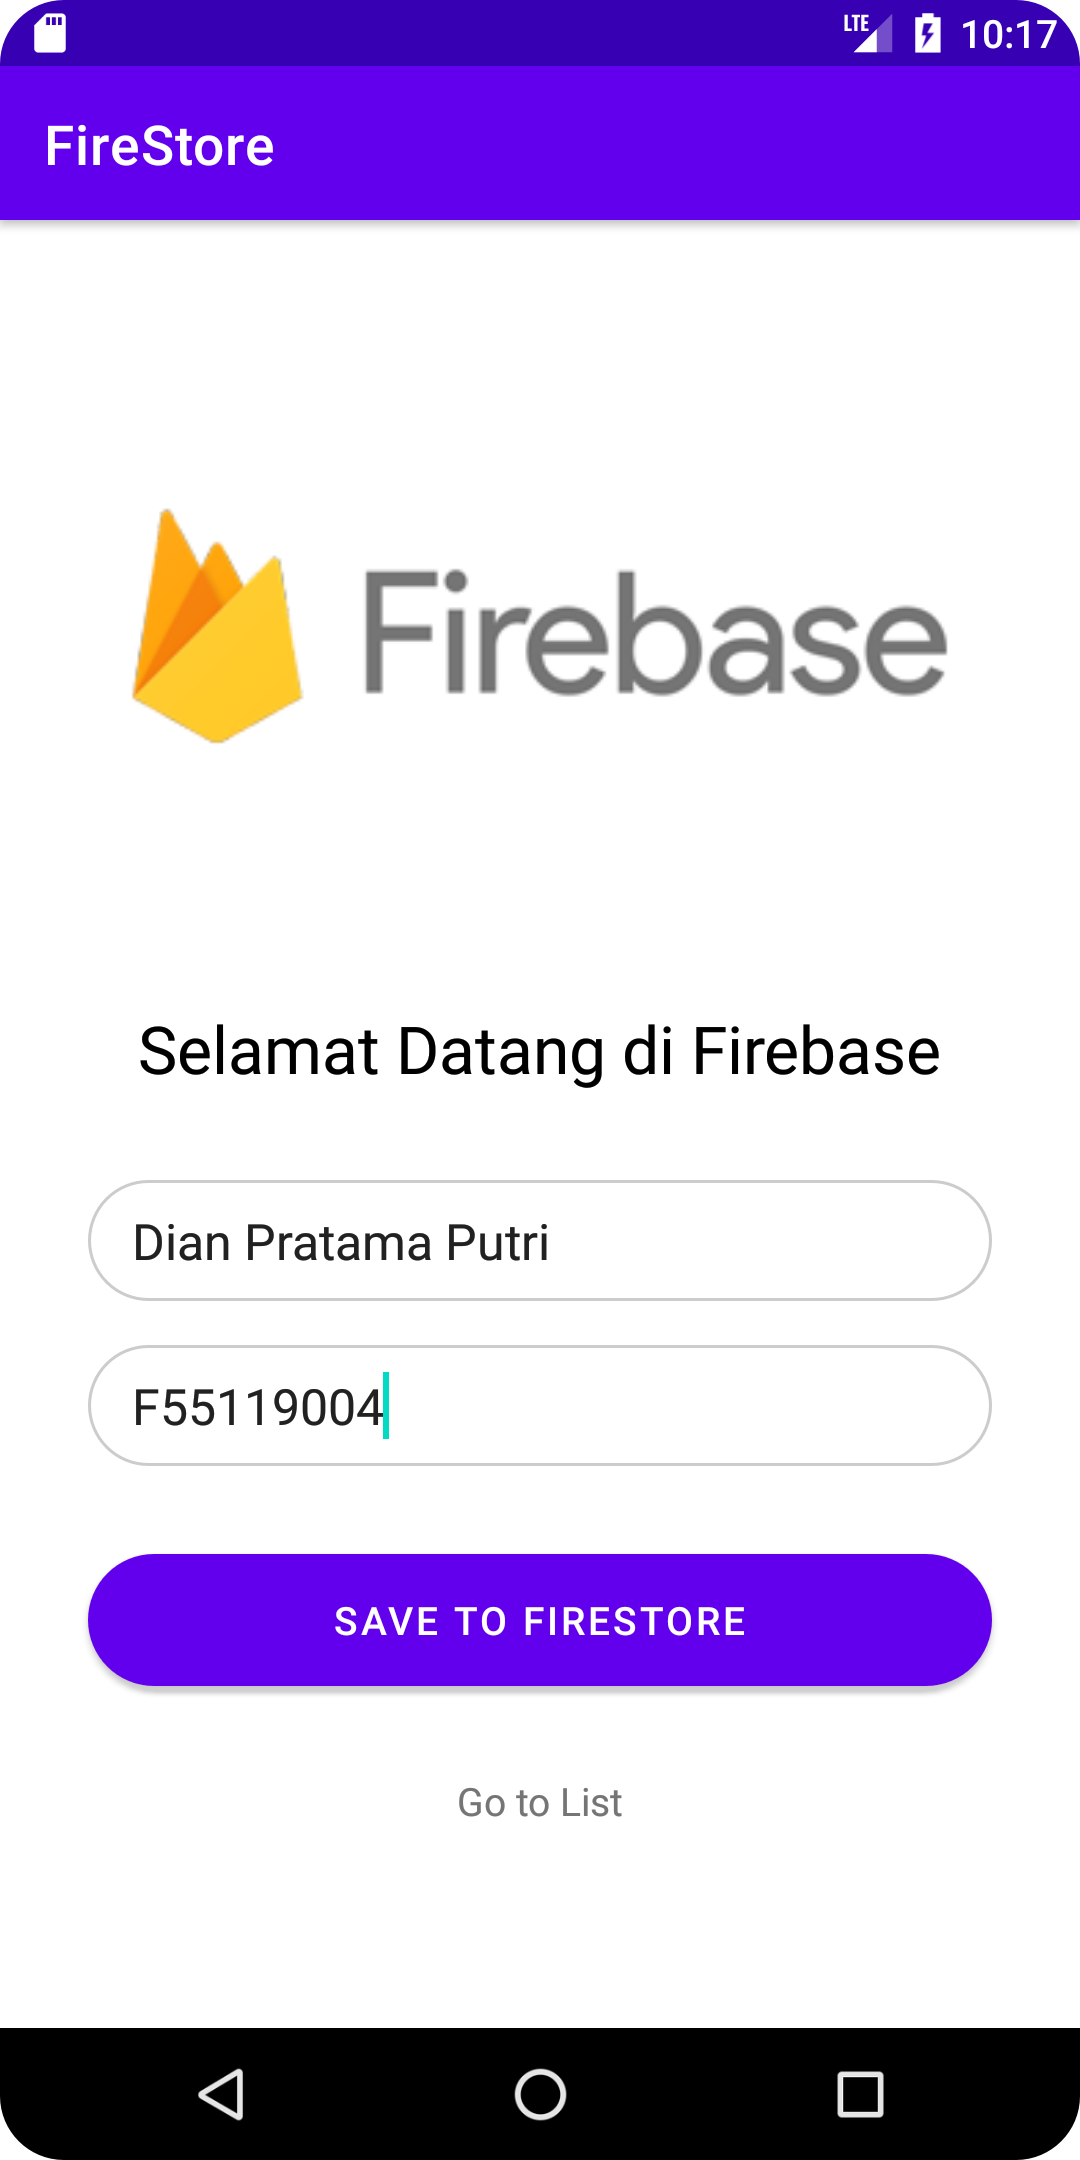 LTE 10:17
FireStore
Firebase
Selamat Datang di Firebase
Dian Pratama Putri
F55119004
SAVE TO FIRESTORE
Go to List